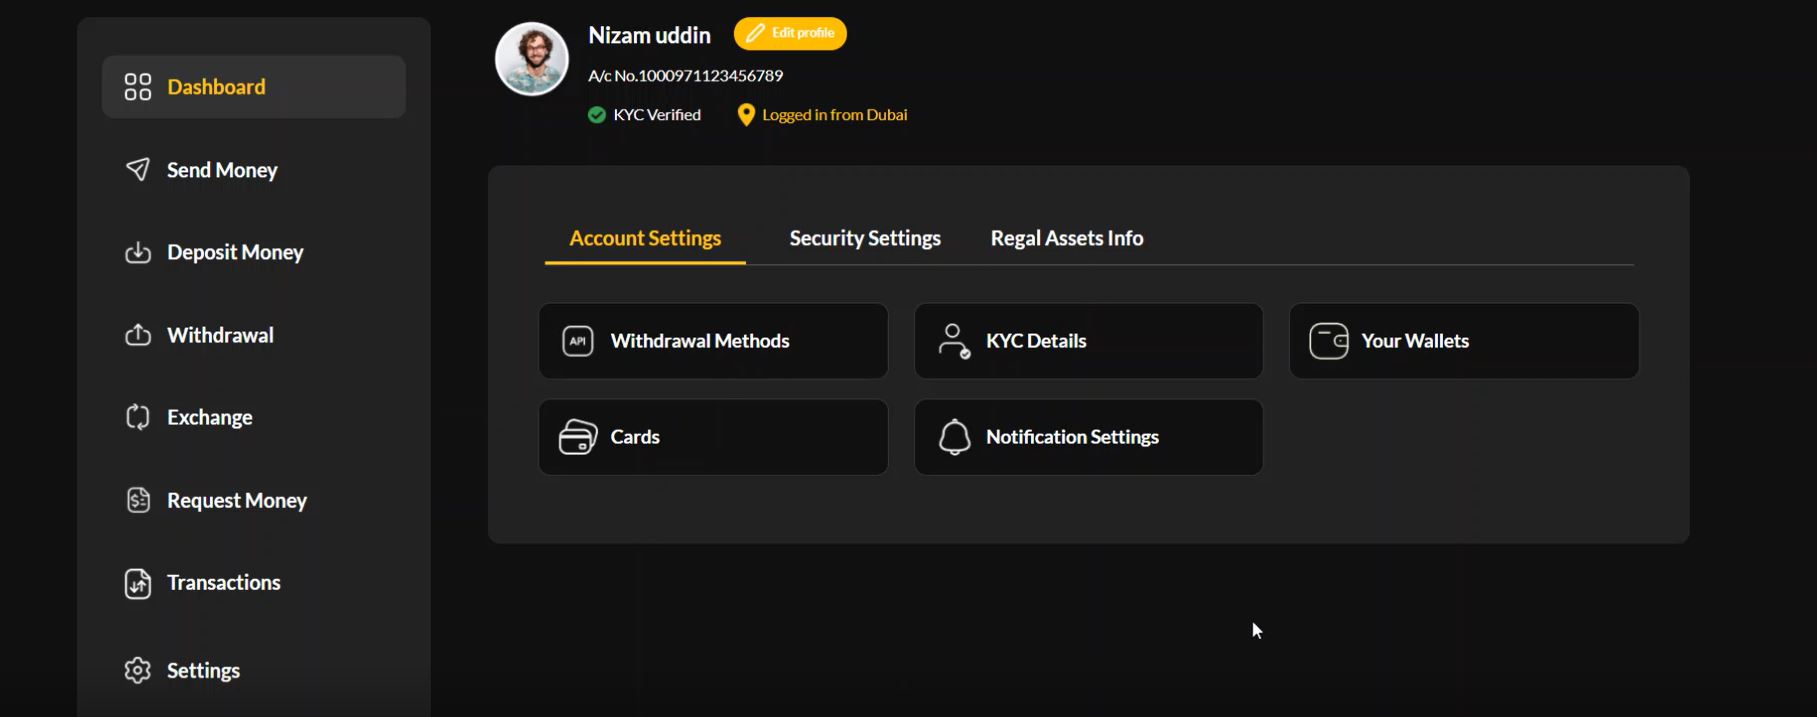 Dashboard
Send Money
Deposit Money
Withdrawal
Exchange
Request Money
Transactions
Settings
Nizam uddin
Edit profile
A/c No.1000971123456789
KYC Verified
Logged in from Dubai
Account Settings
Security Settings
Regal Assets Info
API
Withdrawal Methods
KYC Details
Your Wallets
Cards
Notification Settings